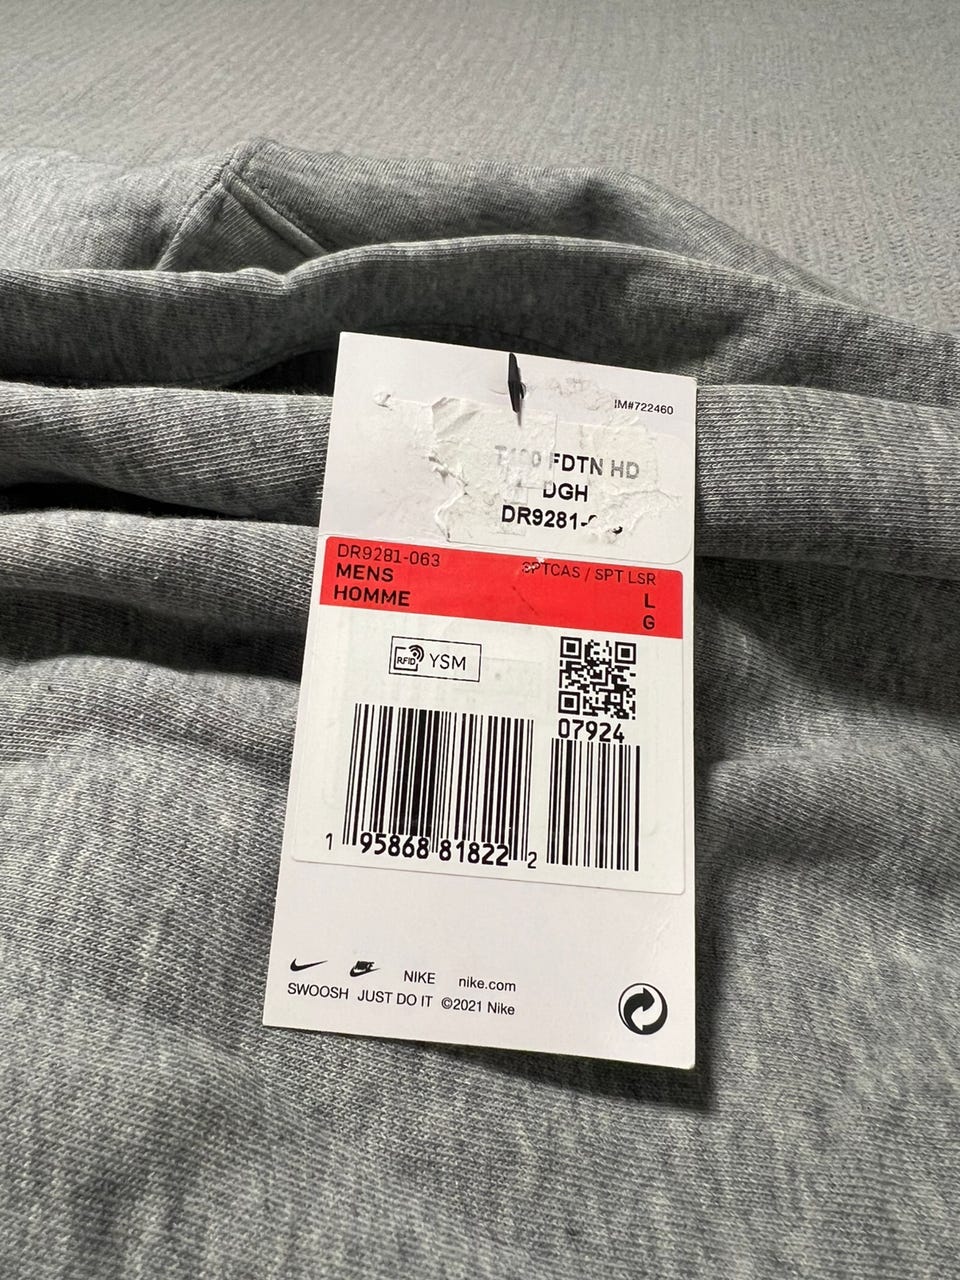 IM#722460
FDTN HD
DGH
DR9281-063
MENS
HOMME
SPTCAS / SPT LSR
L
G
RFID YSM
07924
1 95868 81822 2
NIKE nike.com
SWOOSH JUST DO IT ©2021 Nike